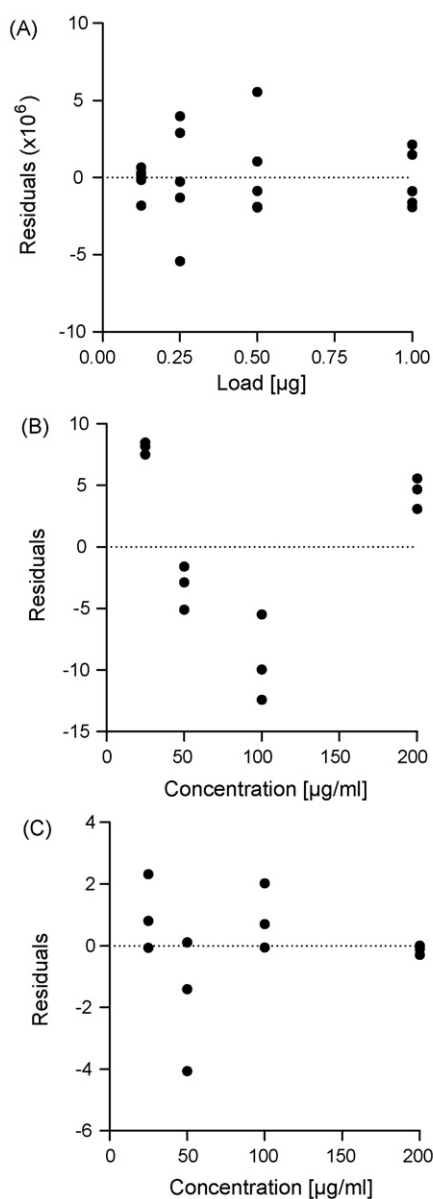 (A)
10
5
0
-5
-10
Residuals (x10⁶)
0.00 0.25 0.50 0.75 1.00
Load [µg]
(B)
10
5
0
-5
-10
-15
Residuals
0 50 100 150 200
Concentration [µg/ml]
(C)
4
2
0
-2
-4
-6
Residuals
0 50 100 150 200
Concentration [µg/ml]